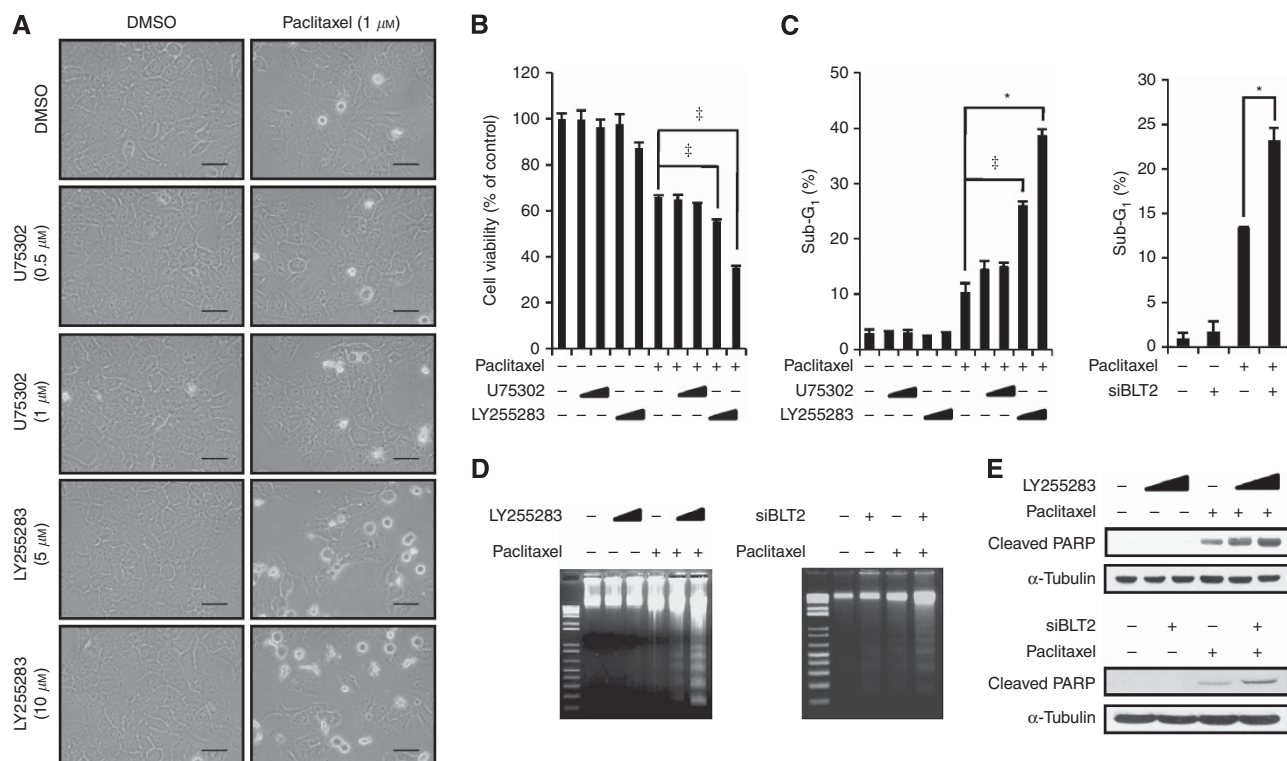 A
DMSO
Paclitaxel (1 μM)
DMSO
U75302
(0.5 μM)
U75302
(1 μM)
LY255283
(5 μM)
LY255283
(10 μM)
B
Cell viability (% of control)
120
100
80
60
40
20
0
‡
‡
Paclitaxel – – – – – + + + + +
U75302 – – – – – –
LY255283 – – – – – –
C
Sub-G1 (%)
50
40
30
20
10
0
*
‡
Paclitaxel – – – – – + + + + +
U75302 – – – – – –
LY255283 – – – – – –
Sub-G1 (%)
30
25
20
15
10
5
0
*
Paclitaxel – – + +
siBLT2 – + – +
D
LY255283 – –
Paclitaxel – – – + + +
siBLT2 – + – +
Paclitaxel – – + +
E
LY255283 – –
Paclitaxel – – – + + +
Cleaved PARP
α-Tubulin
siBLT2 – + – +
Paclitaxel – – + +
Cleaved PARP
α-Tubulin